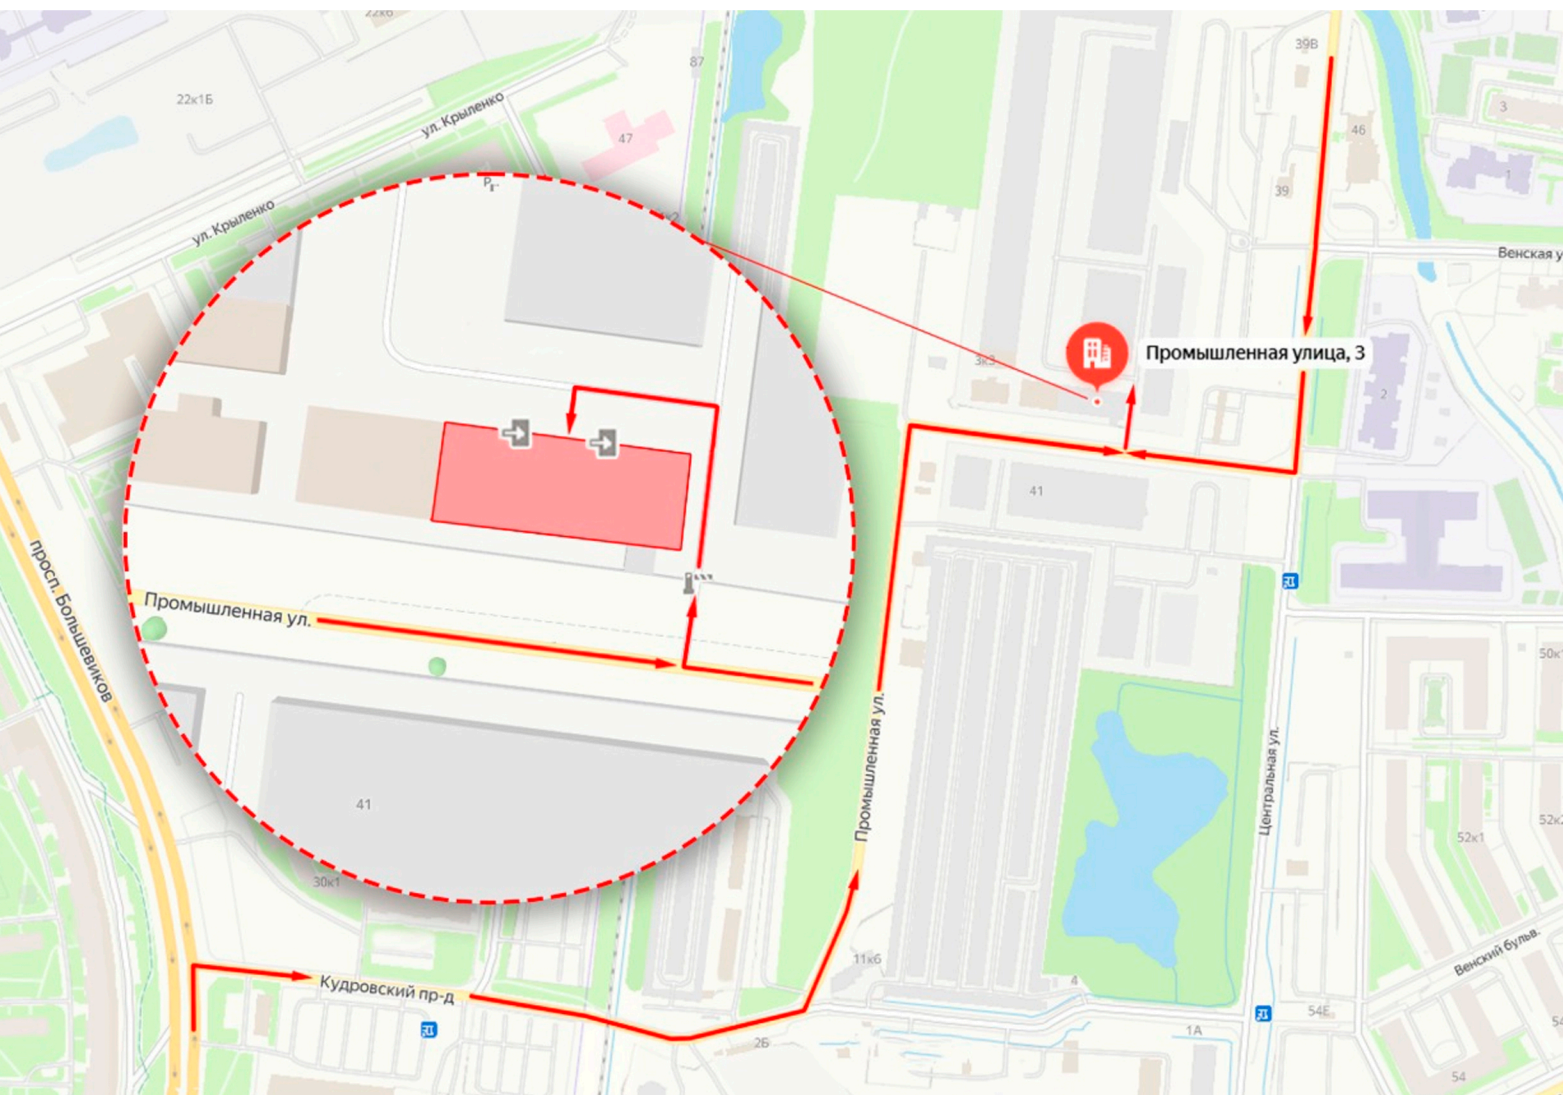 22к6
39В
87
22к1Б
3
ул. Крыленко
46
47
1
39
ул. Крыленко
Венская у
3к3
Промышленная улица, 3
2
41
просп. Большевиков
Промышленная ул.
50к
Промышленная ул.
Центральная ул.
41
52к1
52к2
30к1
Венский бульв.
11к6
4
Кудровский пр-д
54Е
54
1А
2Б
54